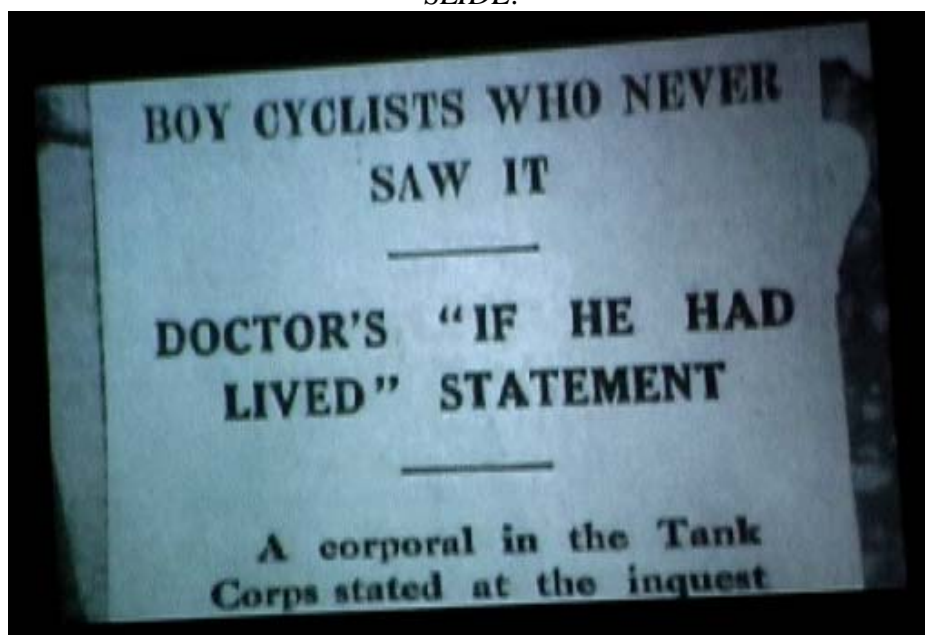 SLIDE:
BOY CYCLISTS WHO NEVER
SAW IT
DOCTOR'S "IF HE HAD
LIVED" STATEMENT
A corporal in the Tank
Corps stated at the inquest